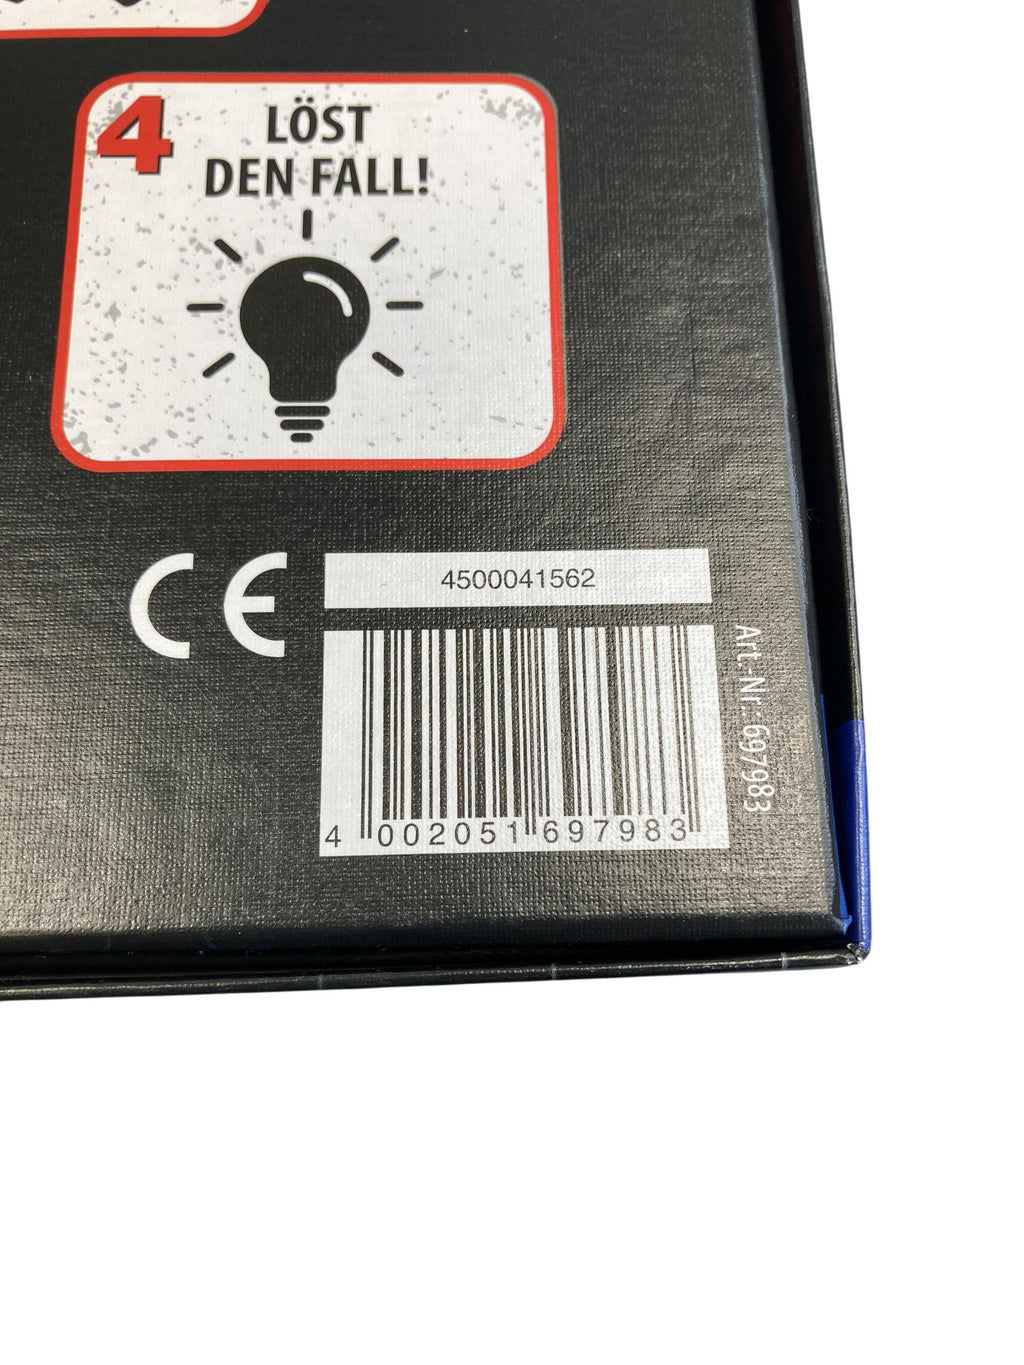 4
LÖST
DEN FALL!
CE
4500041562
Art.-Nr. 697983
4 002051 697983